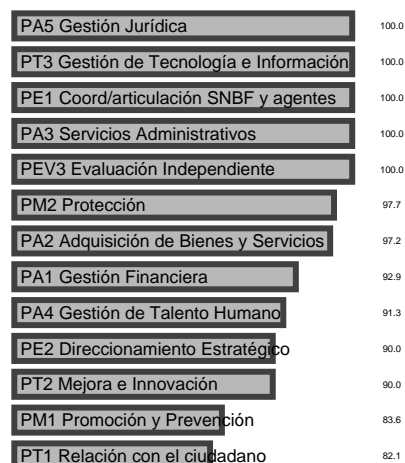 PA5 Gestión Jurídica 100.0
PT3 Gestión de Tecnología e Información 100.0
PE1 Coord/articulación SNBF y agentes 100.0
PA3 Servicios Administrativos 100.0
PEV3 Evaluación Independiente 100.0
PM2 Protección 97.7
PA2 Adquisición de Bienes y Servicios 97.2
PA1 Gestión Financiera 92.9
PA4 Gestión de Talento Humano 91.3
PE2 Direccionamiento Estratégico 90.0
PT2 Mejora e Innovación 90.0
PM1 Promoción y Prevención 83.6
PT1 Relación con el ciudadano 82.1